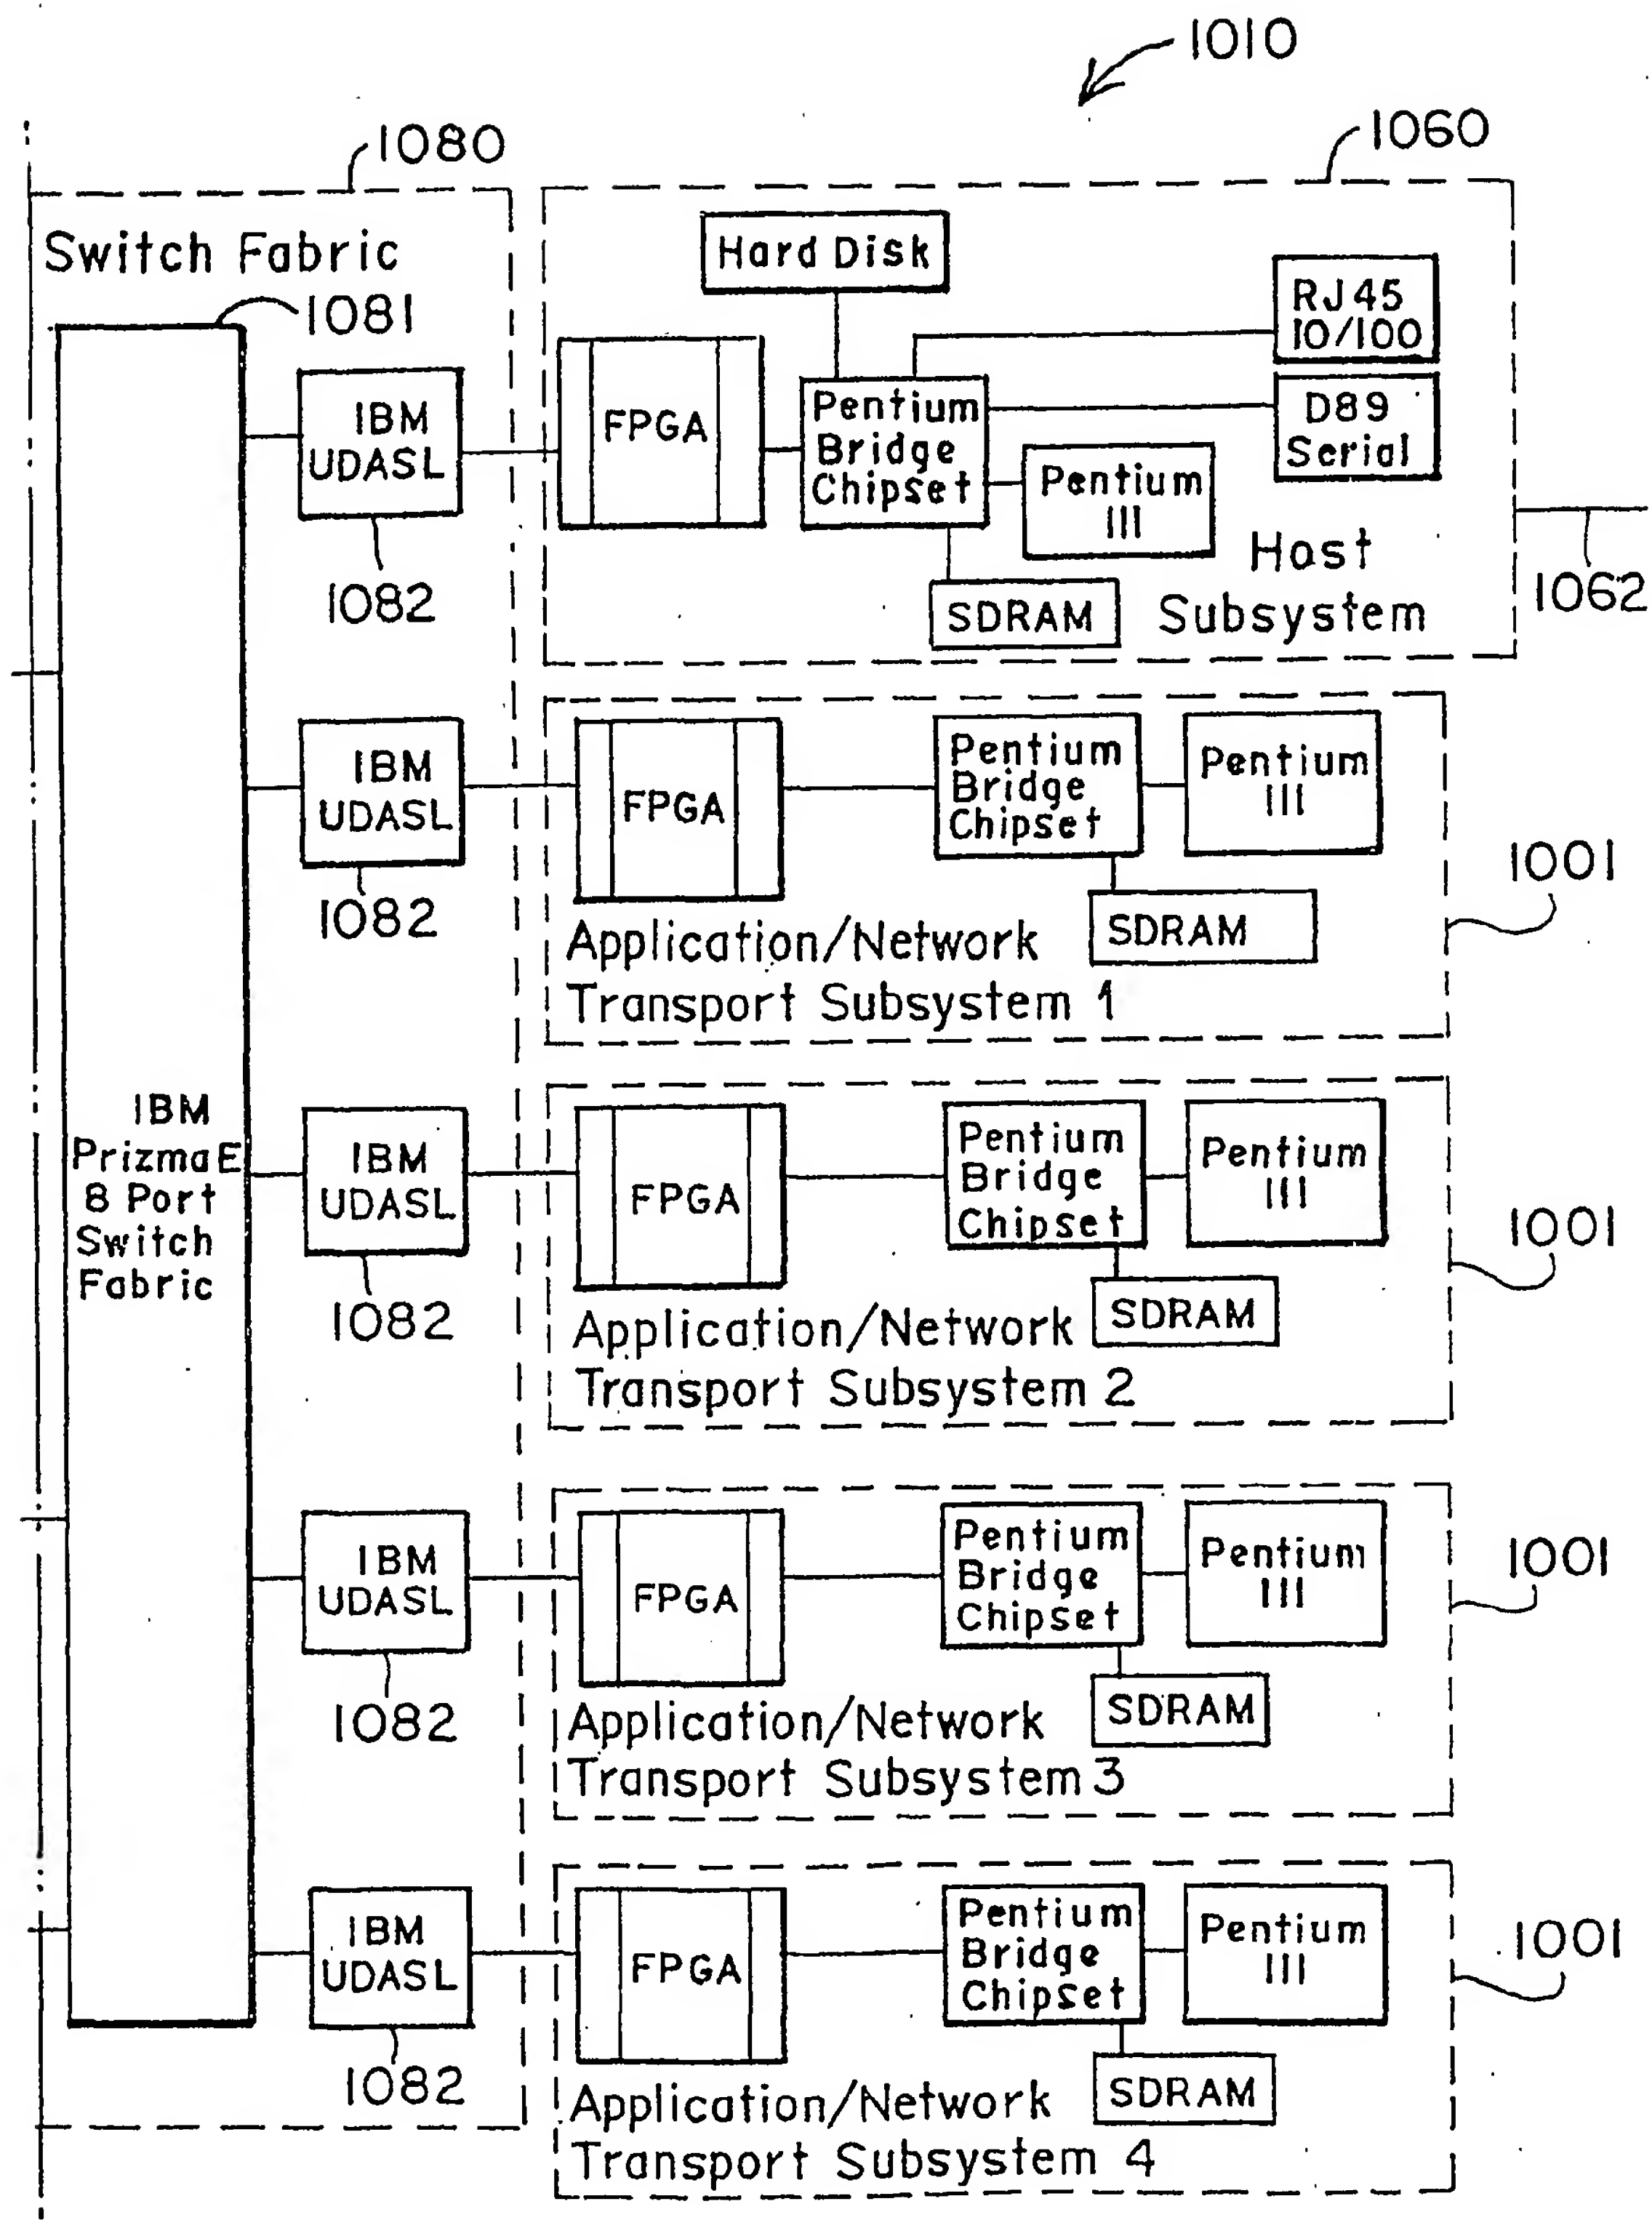 1010
1080
1060
Switch Fabric
1081
Hard Disk
RJ45
10/100
IBM
UDASL
FPGA
Pentium
Bridge
Chipset
D89
Serial
Pentium
III
1082
SDRAM
Host
Subsystem
1062
IBM
UDASL
FPGA
Pentium
Bridge
Chipset
Pentium
III
1001
1082
SDRAM
Application/Network
Transport Subsystem 1
IBM
PrizmaE
8 Port
Switch
Fabric
IBM
UDASL
FPGA
Pentium
Bridge
Chipset
Pentium
III
1001
1082
SDRAM
Application/Network
Transport Subsystem 2
IBM
UDASL
FPGA
Pentium
Bridge
Chipset
Pentium
III
1001
1082
SDRAM
Application/Network
Transport Subsystem 3
IBM
UDASL
FPGA
Pentium
Bridge
Chipset
Pentium
III
1001
1082
SDRAM
Application/Network
Transport Subsystem 4